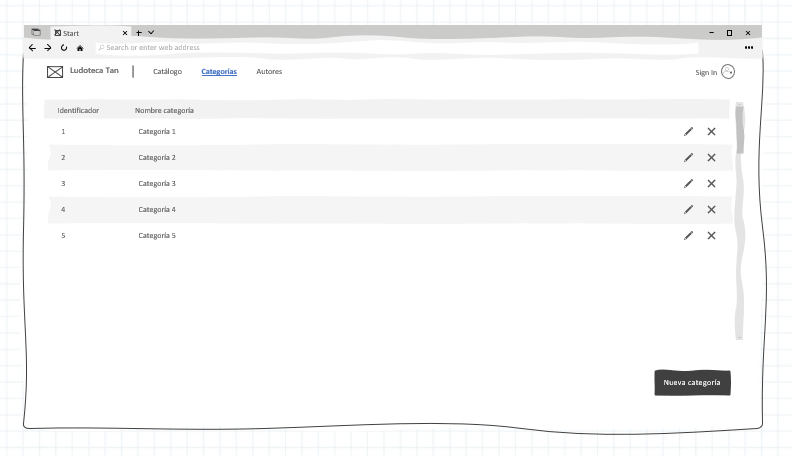 Start
Search or enter web address
Ludoteca Tan | Catálogo Categorías Autores Sign in
Identificador Nombre categoría
1 Categoría 1
2 Categoría 2
3 Categoría 3
4 Categoría 4
5 Categoría 5
Nueva categoría